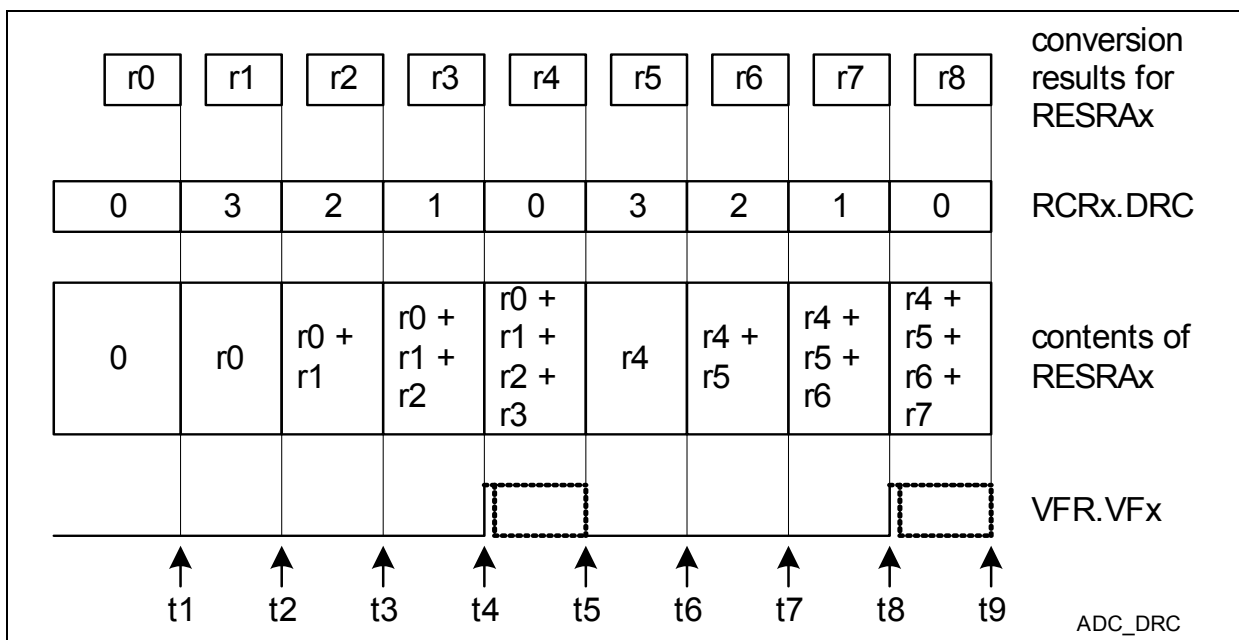 r0 r1 r2 r3 r4 r5 r6 r7 r8
conversion
results for
RESRAx
0 3 2 1 0 3 2 1 0 RCRx.DRC
0
r0
r0 +
r1
r0 +
r1 +
r2
r0 +
r1 +
r2 +
r3
r4
r4 +
r5
r4 +
r5 +
r6
r4 +
r5 +
r6 +
r7
contents of
RESRAx
VFR.VFx
t1 t2 t3 t4 t5 t6 t7 t8 t9
ADC_DRC